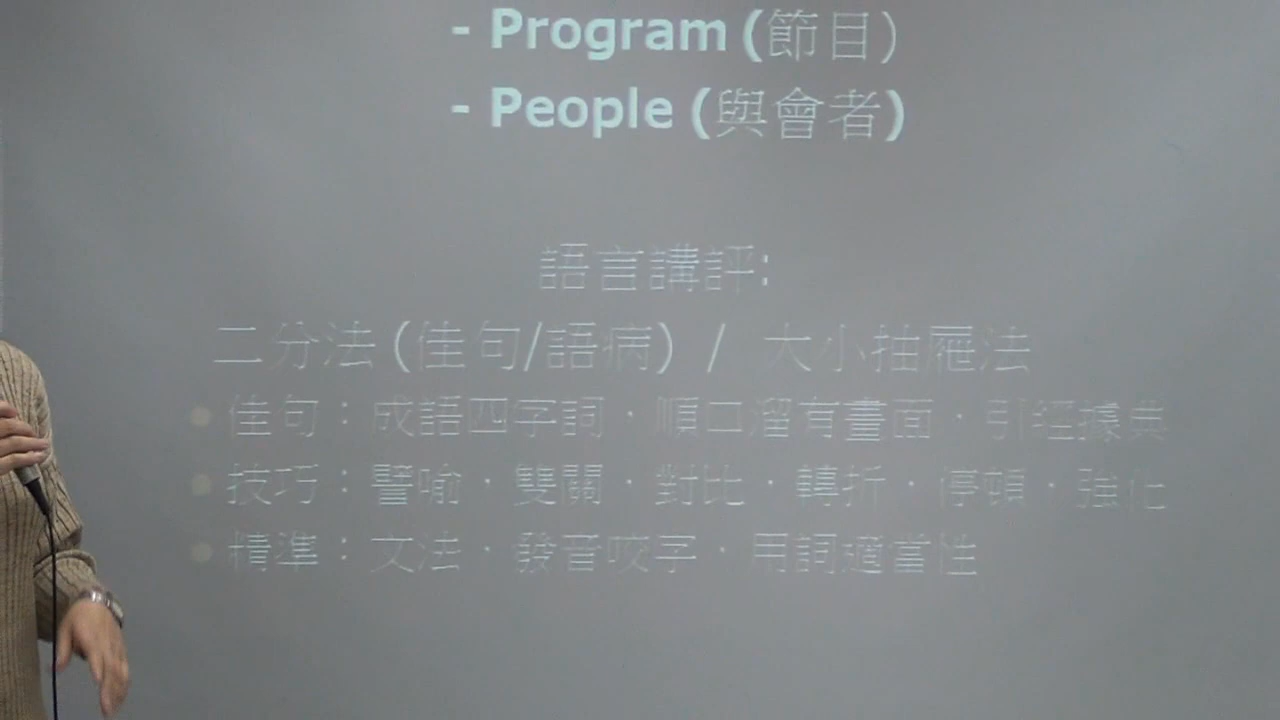 - Program (節目)
- People (與會者)
語言講評:
二分法 (佳句/語病) / 大小抽屜法
• 佳句：成語四字詞．順口溜有畫面．引經據典
• 技巧：譬喻．雙關．對比．轉折．停頓．強化
• 精準：文法．發音咬字．用詞適當性